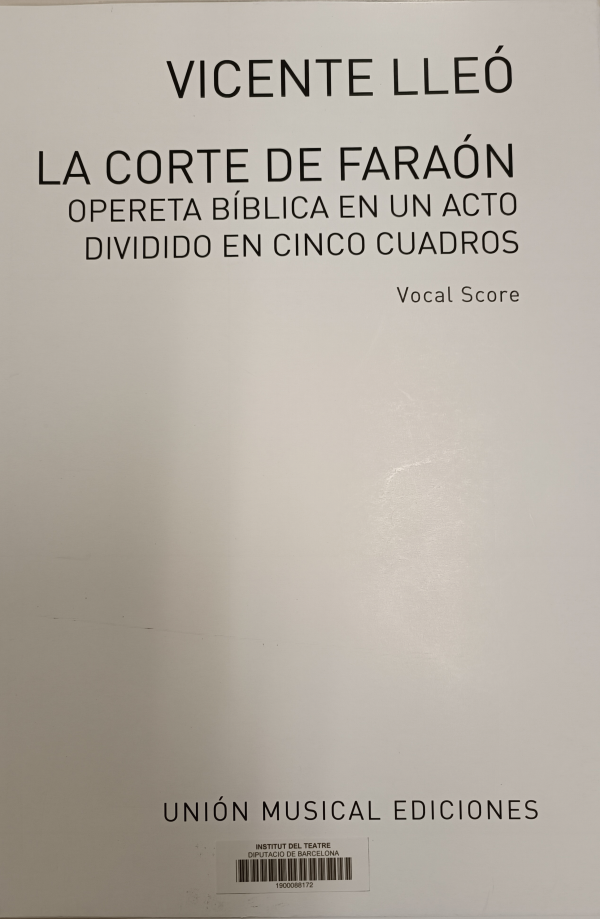 VICENTE LLEÓ
LA CORTE DE FARAÓN
OPERETA BÍBLICA EN UN ACTO
DIVIDIDO EN CINCO CUADROS
Vocal Score
UNIÓN MUSICAL EDICIONES
INSTITUT DEL TEATRE
DIPUTACIO DE BARCELONA
1900088172